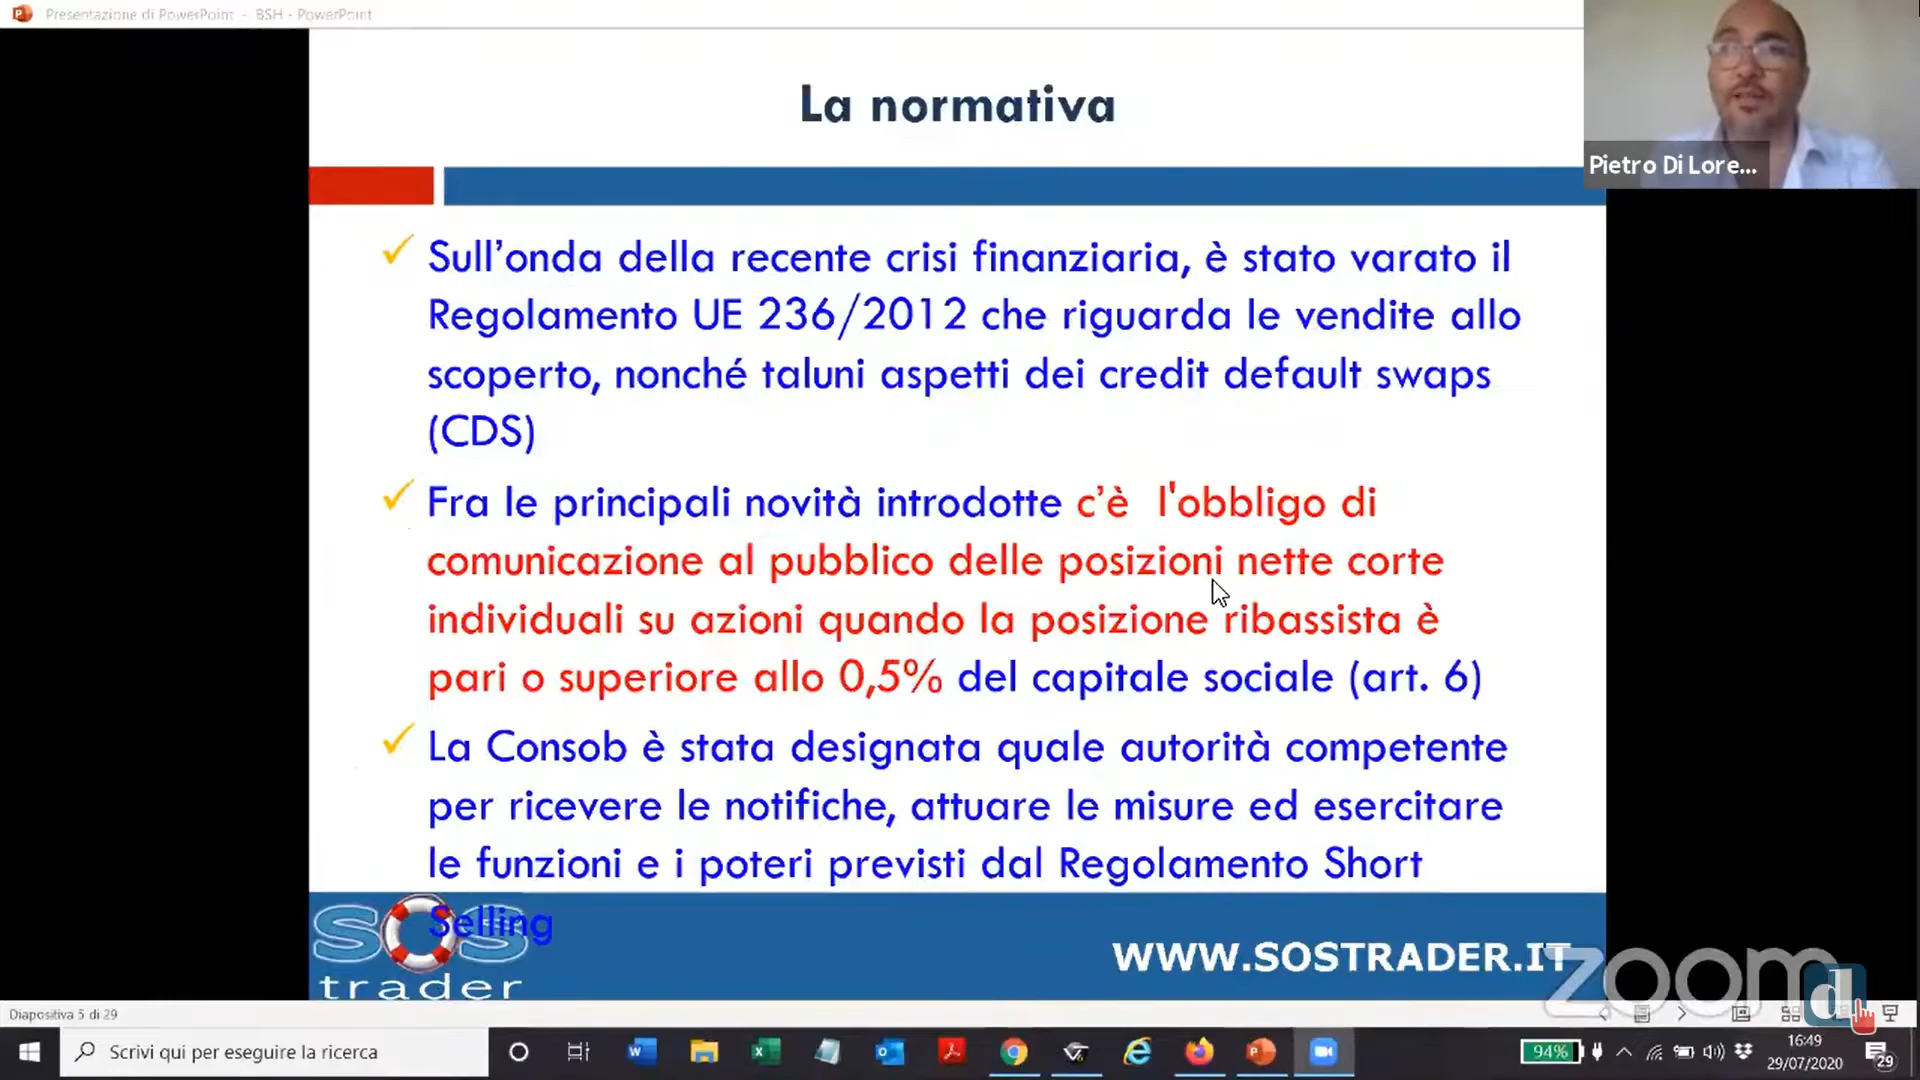 Presentazione di PowerPoint - BSH - PowerPoint
La normativa
Pietro Di Lore...
Sull'onda della recente crisi finanziaria, è stato varato il
Regolamento UE 236/2012 che riguarda le vendite allo
scoperto, nonché taluni aspetti dei credit default swaps
(CDS)
Fra le principali novità introdotte c'è l'obbligo di
comunicazione al pubblico delle posizioni nette corte
individuali su azioni quando la posizione ribassista è
pari o superiore allo 0,5% del capitale sociale (art. 6)
La Consob è stata designata quale autorità competente
per ricevere le notifiche, attuare le misure ed esercitare
le funzioni e i poteri previsti dal Regolamento Short
Selling
SOS
trader
WWW.SOSTRADER.IT
zoom
d
Diapositiva 5 di 29
Scrivi qui per eseguire la ricerca
94%
16:49
29/07/2020
29